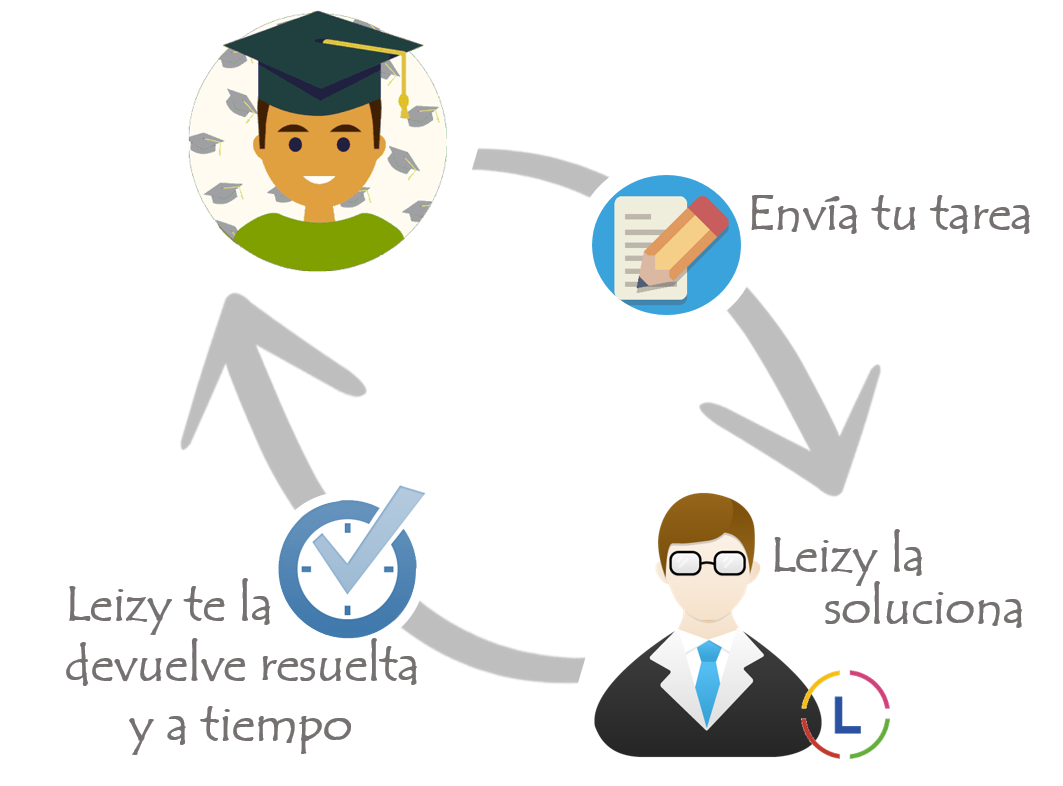 Envía tu tarea
Leizy la
soluciona
L
Leizy te la
devuelve resuelta
y a tiempo